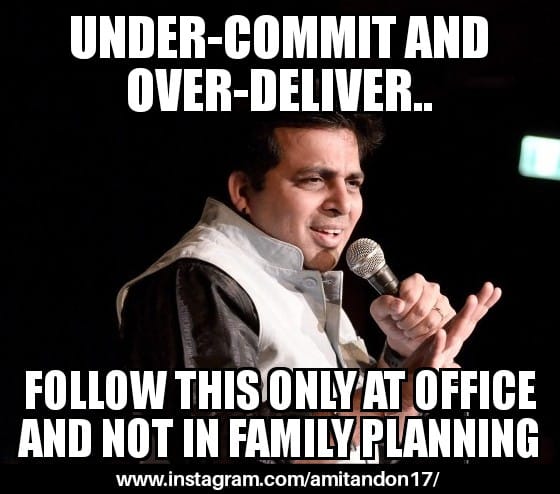 UNDER-COMMIT AND
OVER-DELIVER..
FOLLOW THIS ONLY AT OFFICE
AND NOT IN FAMILY PLANNING
www.instagram.com/amitandon17/